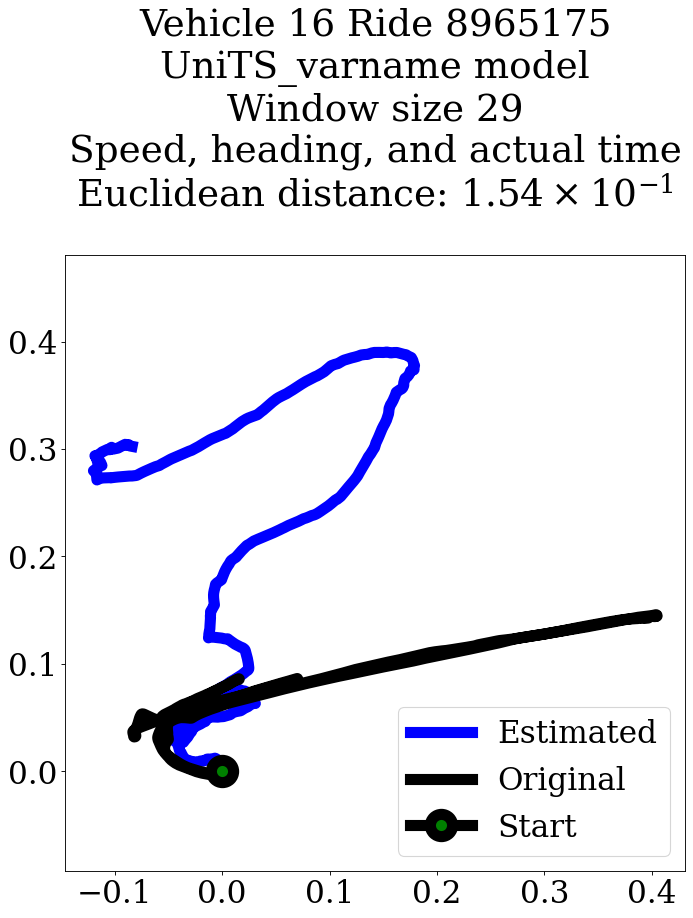 Vehicle 16 Ride 8965175
UniTS_varname model
Window size 29
Speed, heading, and actual time
Euclidean distance: 1.54 × 10⁻¹
0.4
0.3
0.2
0.1
0.0
Estimated
Original
Start
−0.1 0.0 0.1 0.2 0.3 0.4